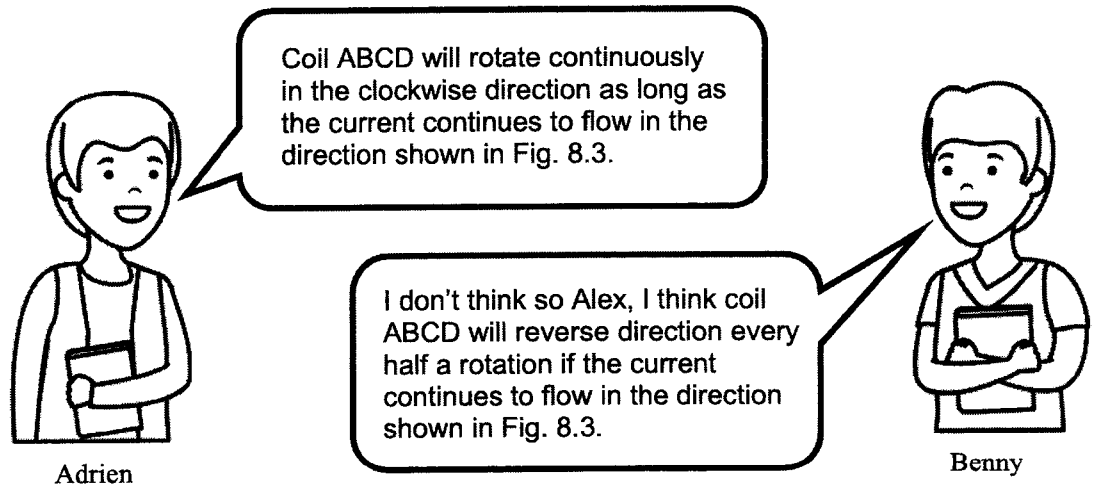 Coil ABCD will rotate continuously
in the clockwise direction as long as
the current continues to flow in the
direction shown in Fig. 8.3.
I don't think so Alex, I think coil
ABCD will reverse direction every
half a rotation if the current
continues to flow in the direction
shown in Fig. 8.3.
Adrien
Benny